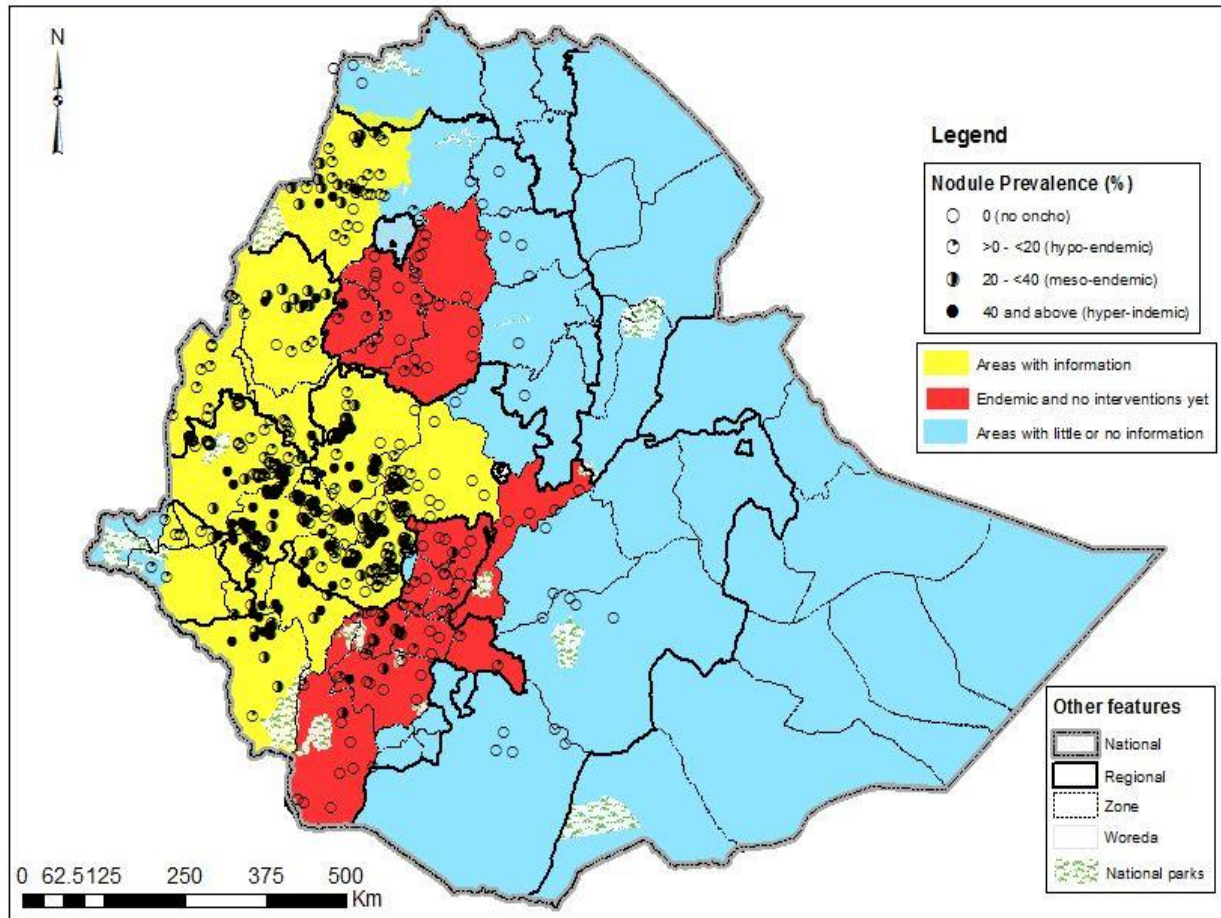 N
Legend
Nodule Prevalence (%)
0 (no oncho)
>0 - <20 (hypo-endemic)
20 - <40 (meso-endemic)
40 and above (hyper-indemic)
Areas with information
Endemic and no interventions yet
Areas with little or no information
Other features
National
Regional
Zone
Woreda
National parks
0 62.5125 250 375 500
Km